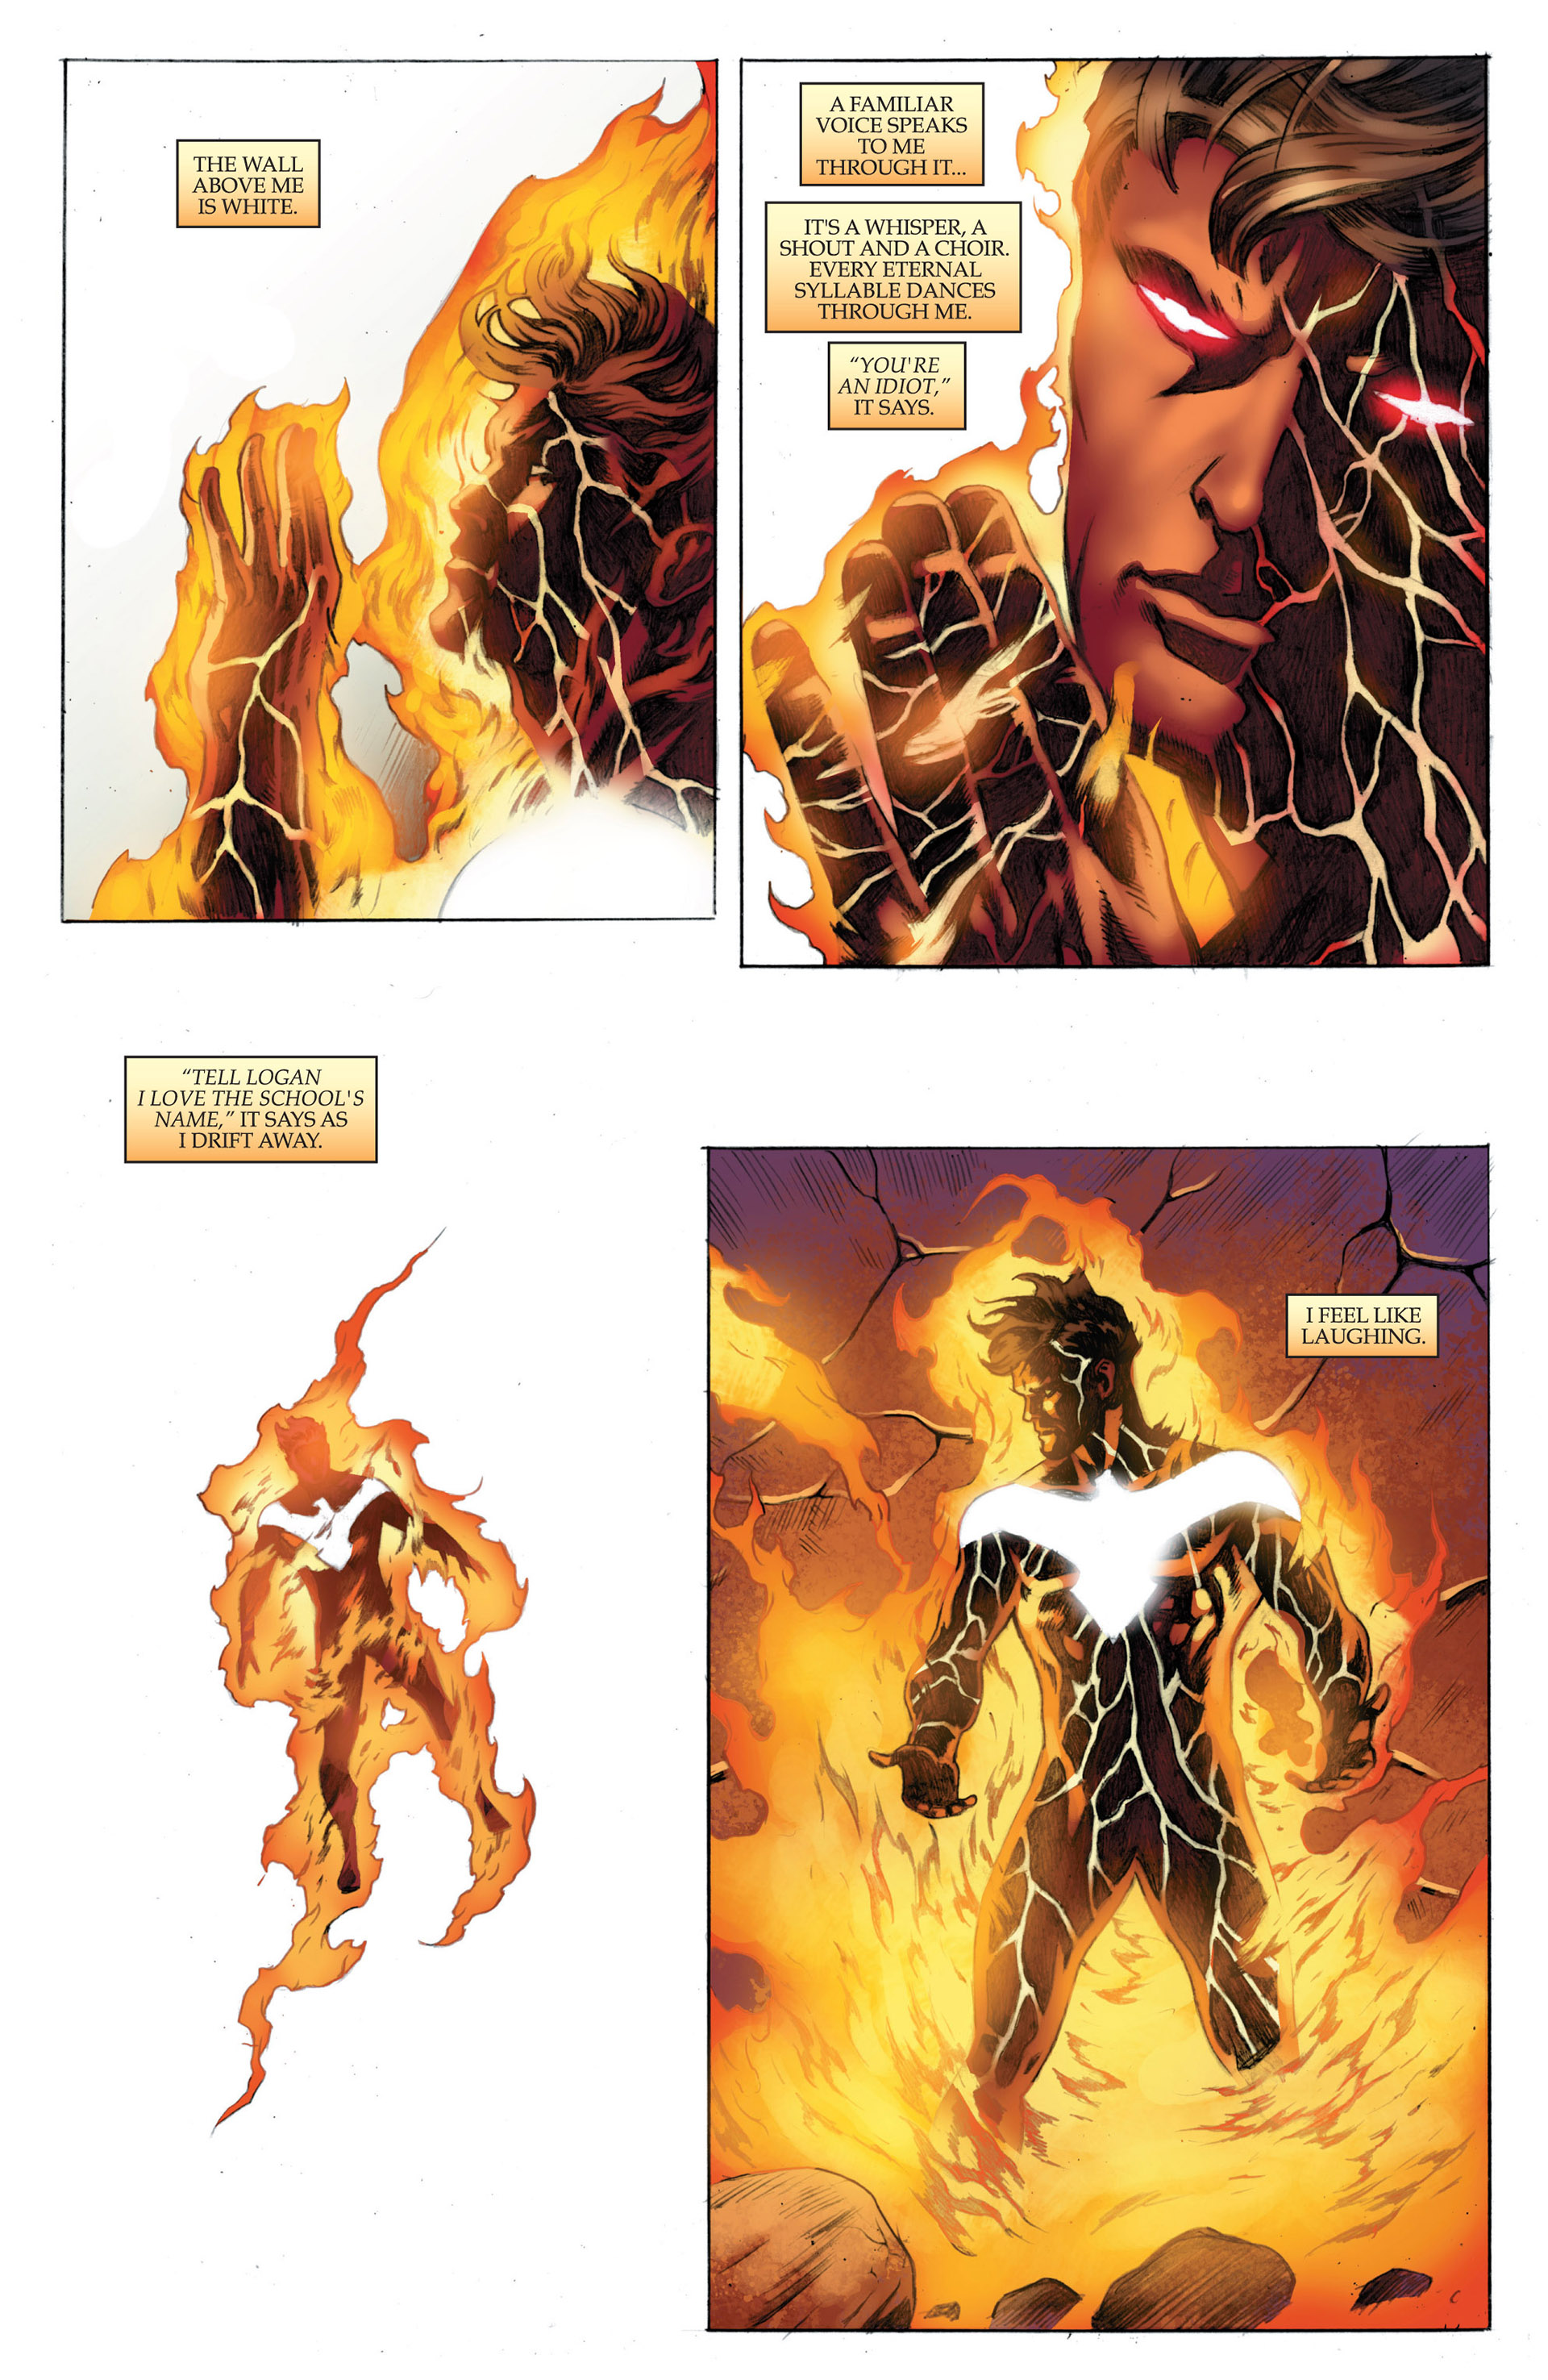 THE WALL
ABOVE ME
IS WHITE.
A FAMILIAR
VOICE SPEAKS
TO ME
THROUGH IT...
IT'S A WHISPER, A
SHOUT AND A CHOIR.
EVERY ETERNAL
SYLLABLE DANCES
THROUGH ME.
“YOU'RE
AN IDIOT,”
IT SAYS.
“TELL LOGAN
I LOVE THE SCHOOL'S
NAME,” IT SAYS AS
I DRIFT AWAY.
I FEEL LIKE
LAUGHING.